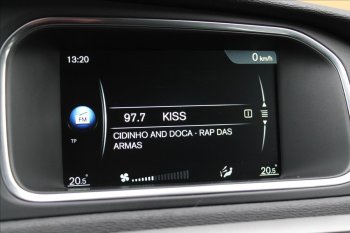 13:20
0 km/h
FM
97.7 KISS
i
TP
CIDINHO AND DOCA - RAP DAS
ARMAS
20.5°
20.5°